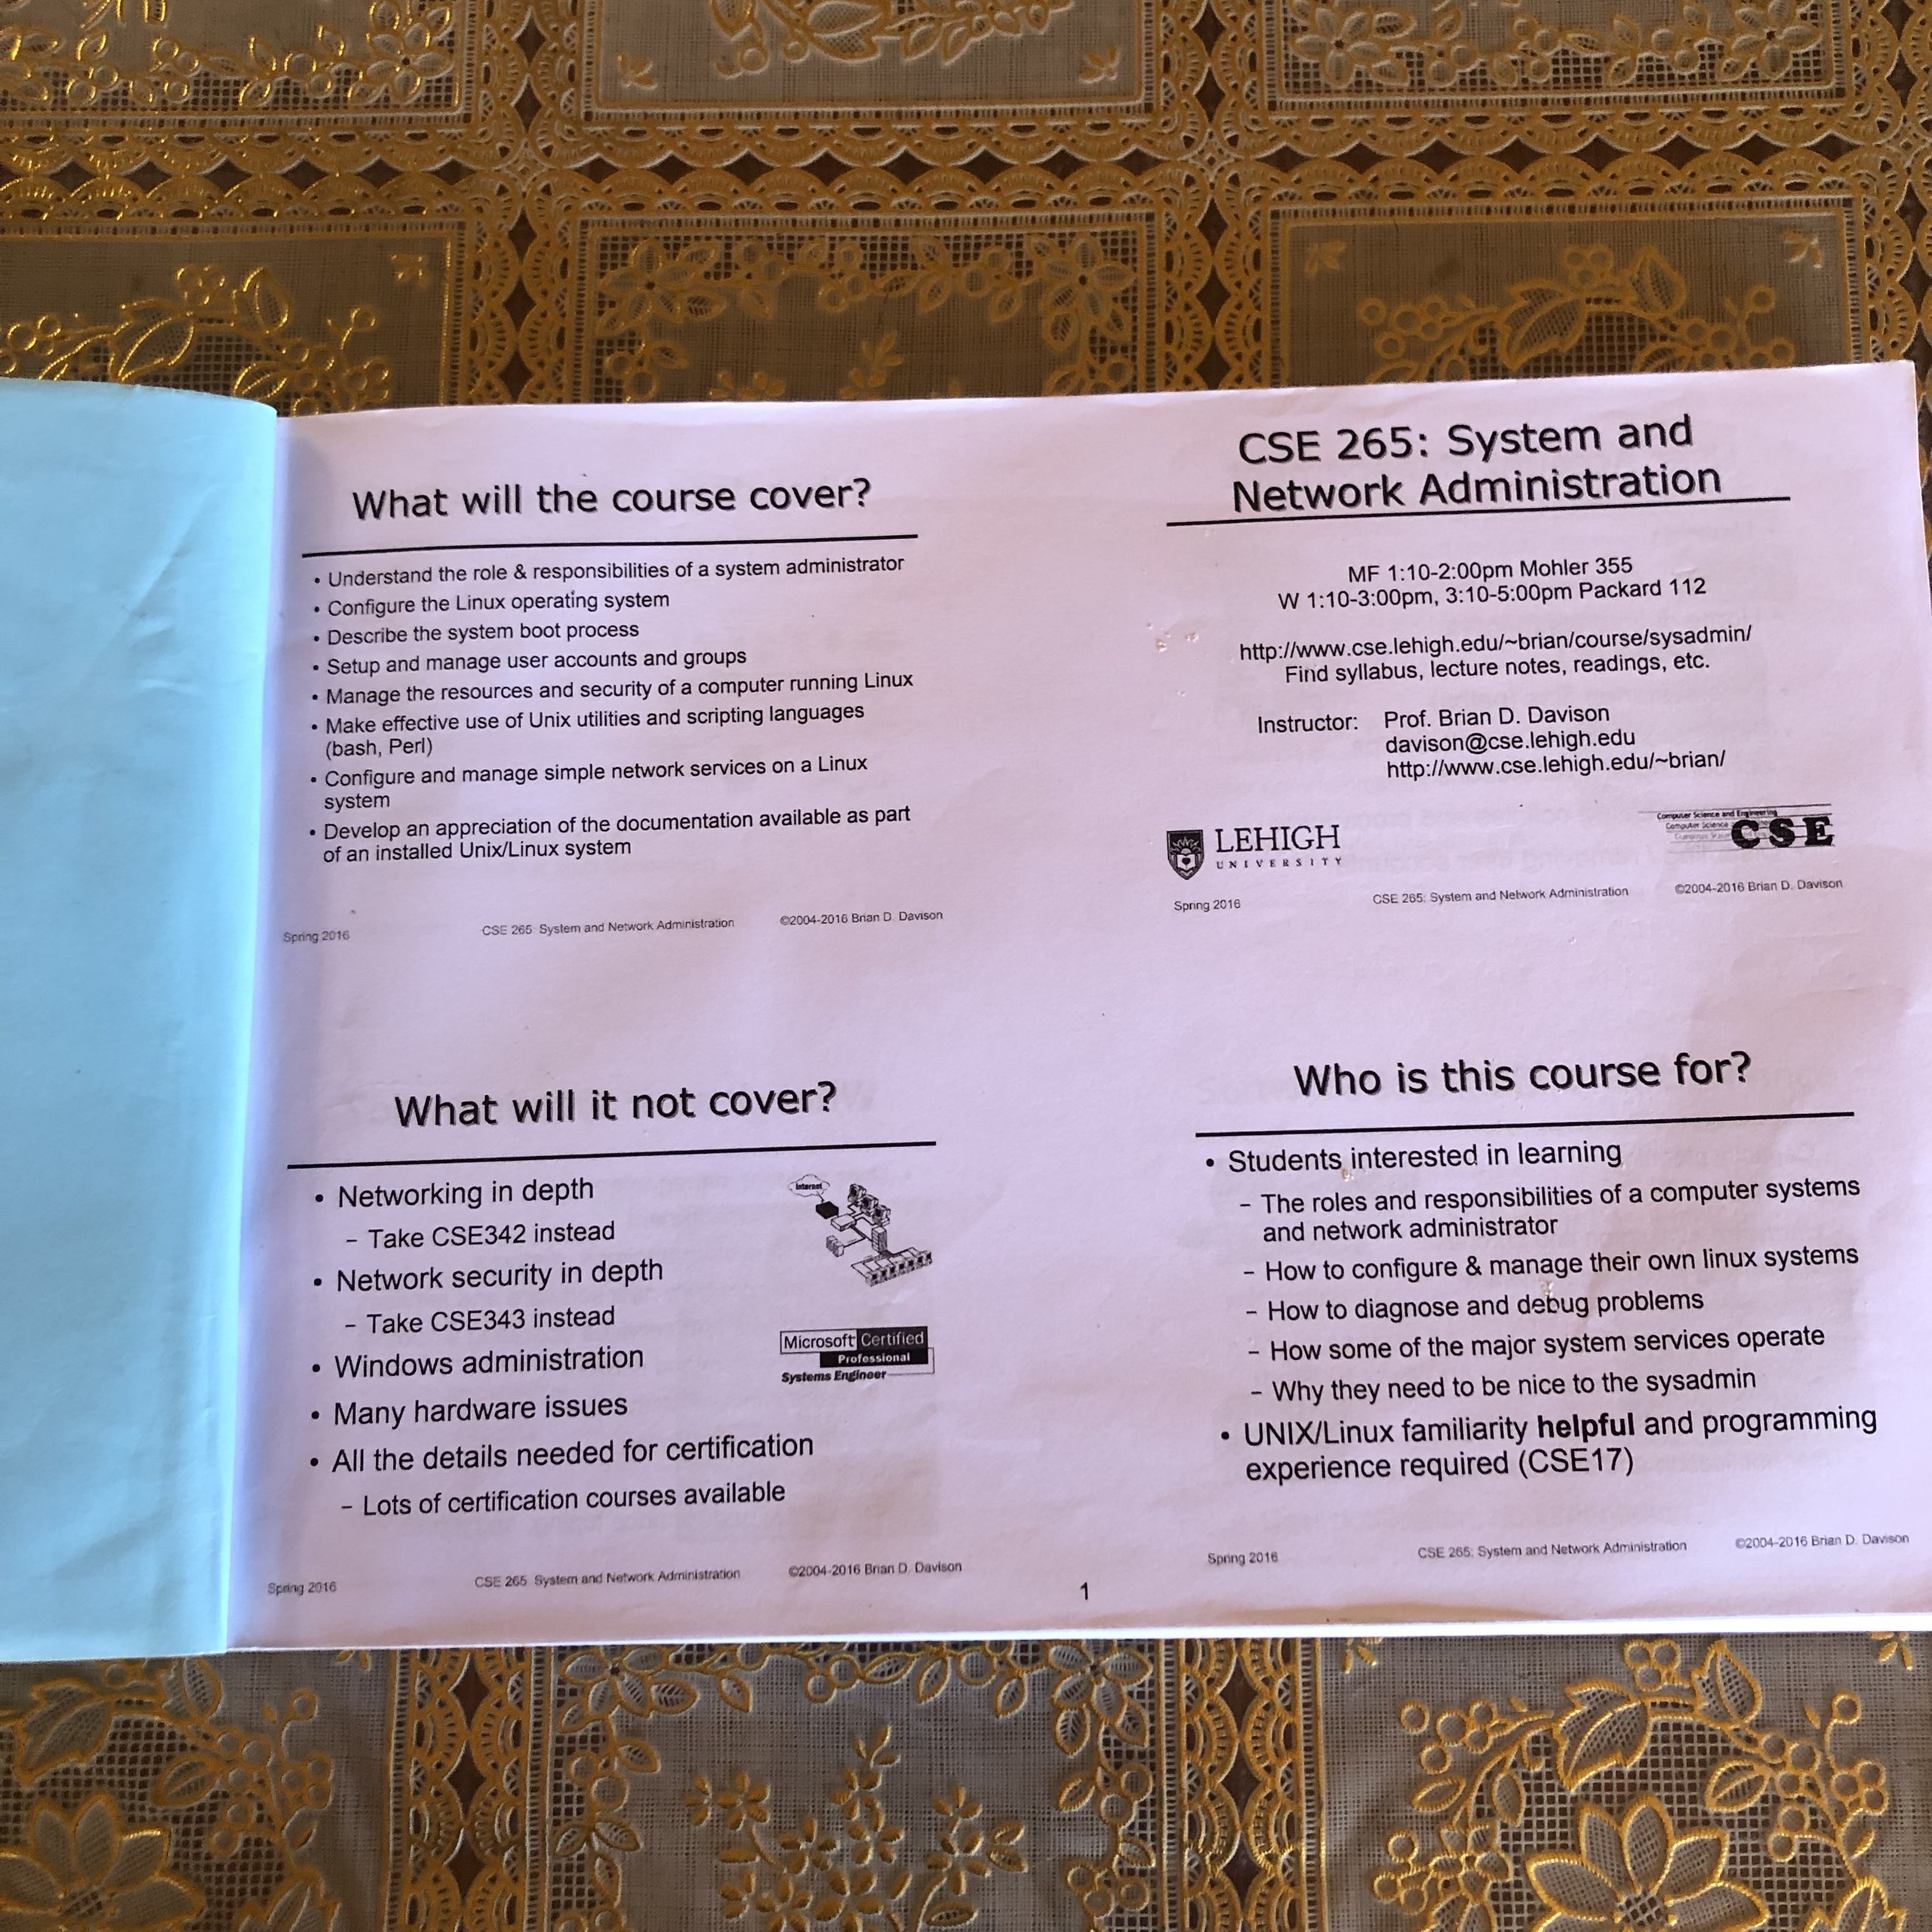 What will the course cover?
• Understand the role & responsibilities of a system administrator
• Configure the Linux operating system
• Describe the system boot process
• Setup and manage user accounts and groups
• Manage the resources and security of a computer running Linux
• Make effective use of Unix utilities and scripting languages
(bash, Perl)
• Configure and manage simple network services on a Linux
system
• Develop an appreciation of the documentation available as part
of an installed Unix/Linux system
Spring 2016 CSE 265: System and Network Administration ©2004-2016 Brian D. Davison
CSE 265: System and
Network Administration
MF 1:10-2:00pm Mohler 355
W 1:10-3:00pm, 3:10-5:00pm Packard 112
http://www.cse.lehigh.edu/~brian/course/sysadmin/
Find syllabus, lecture notes, readings, etc.
Instructor: Prof. Brian D. Davison
davison@cse.lehigh.edu
http://www.cse.lehigh.edu/~brian/
LEHIGH
UNIVERSITY
Computer Science and Engineering
Computer Science
CSE
Spring 2016 CSE 265: System and Network Administration ©2004-2016 Brian D. Davison
What will it not cover?
• Networking in depth
– Take CSE342 instead
• Network security in depth
– Take CSE343 instead
• Windows administration
• Many hardware issues
• All the details needed for certification
– Lots of certification courses available
Internet
Microsoft Certified
Professional
Systems Engineer
Spring 2016 CSE 265: System and Network Administration ©2004-2016 Brian D. Davison
Who is this course for?
• Students interested in learning
– The roles and responsibilities of a computer systems
and network administrator
– How to configure & manage their own linux systems
– How to diagnose and debug problems
– How some of the major system services operate
– Why they need to be nice to the sysadmin
• UNIX/Linux familiarity helpful and programming
experience required (CSE17)
Spring 2016 CSE 265: System and Network Administration ©2004-2016 Brian D. Davison
1